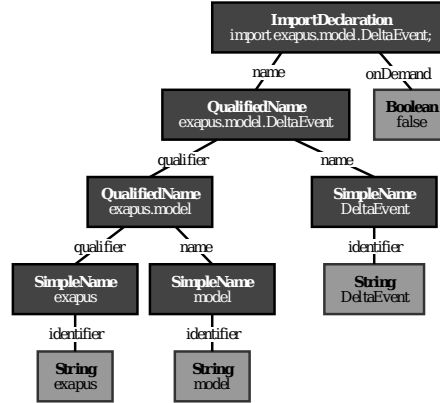 ImportDeclaration
import exapus.model.DeltaEvent;
name
onDemand
QualifiedName
exapus.model.DeltaEvent
Boolean
false
qualifier
name
QualifiedName
exapus.model
SimpleName
DeltaEvent
qualifier
name
identifier
SimpleName
exapus
SimpleName
model
String
DeltaEvent
identifier
identifier
String
exapus
String
model